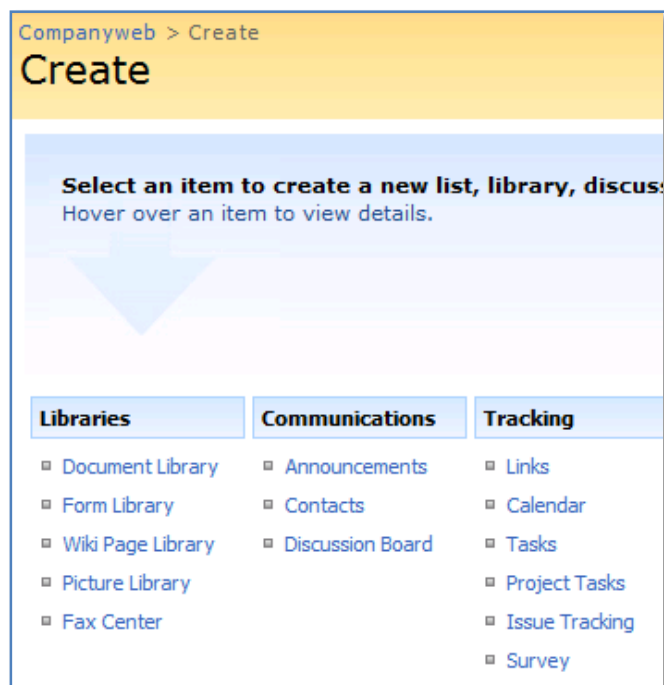 Companyweb > Create
Create
Select an item to create a new list, library, discus
Hover over an item to view details.
Libraries
Document Library
Form Library
Wiki Page Library
Picture Library
Fax Center
Communications
Announcements
Contacts
Discussion Board
Tracking
Links
Calendar
Tasks
Project Tasks
Issue Tracking
Survey